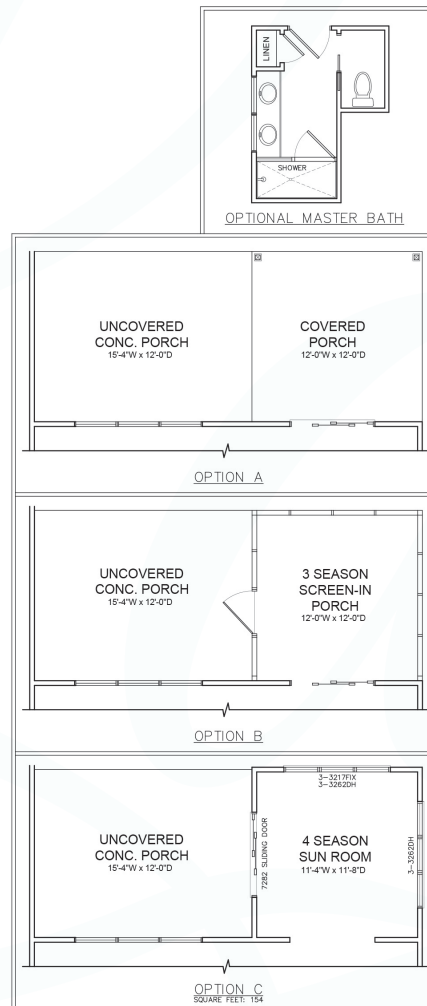 LINEN
SHOWER
OPTIONAL MASTER BATH
UNCOVERED
CONC. PORCH
15'-4"W x 12'-0"D
COVERED
PORCH
12'-0"W x 12'-0"D
OPTION A
UNCOVERED
CONC. PORCH
15'-4"W x 12'-0"D
3 SEASON
SCREEN-IN
PORCH
12'-0"W x 12'-0"D
OPTION B
3-3217FIX
3-3262DH
UNCOVERED
CONC. PORCH
15'-4"W x 12'-0"D
7282 SLIDING DOOR
4 SEASON
SUN ROOM
11'-4"W x 11'-8"D
3-3262DH
OPTION C
SQUARE FEET: 154